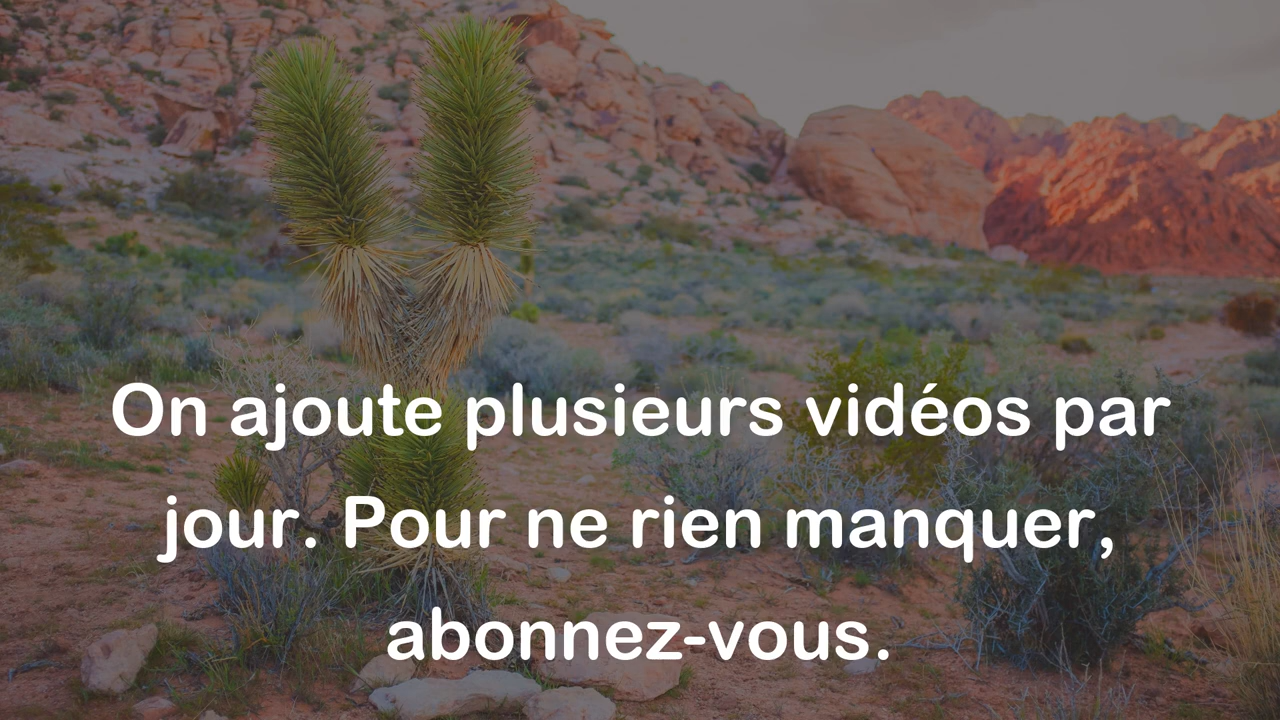 On ajoute plusieurs vidéos par
jour. Pour ne rien manquer,
abonnez-vous.